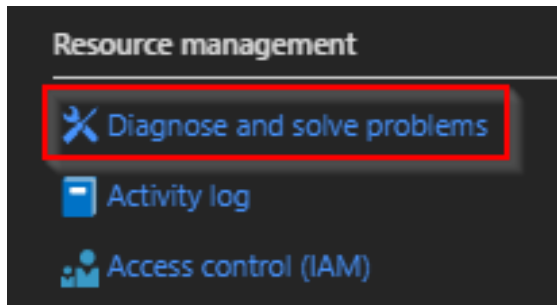 Resource management
Diagnose and solve problems
Activity log
Access control (IAM)